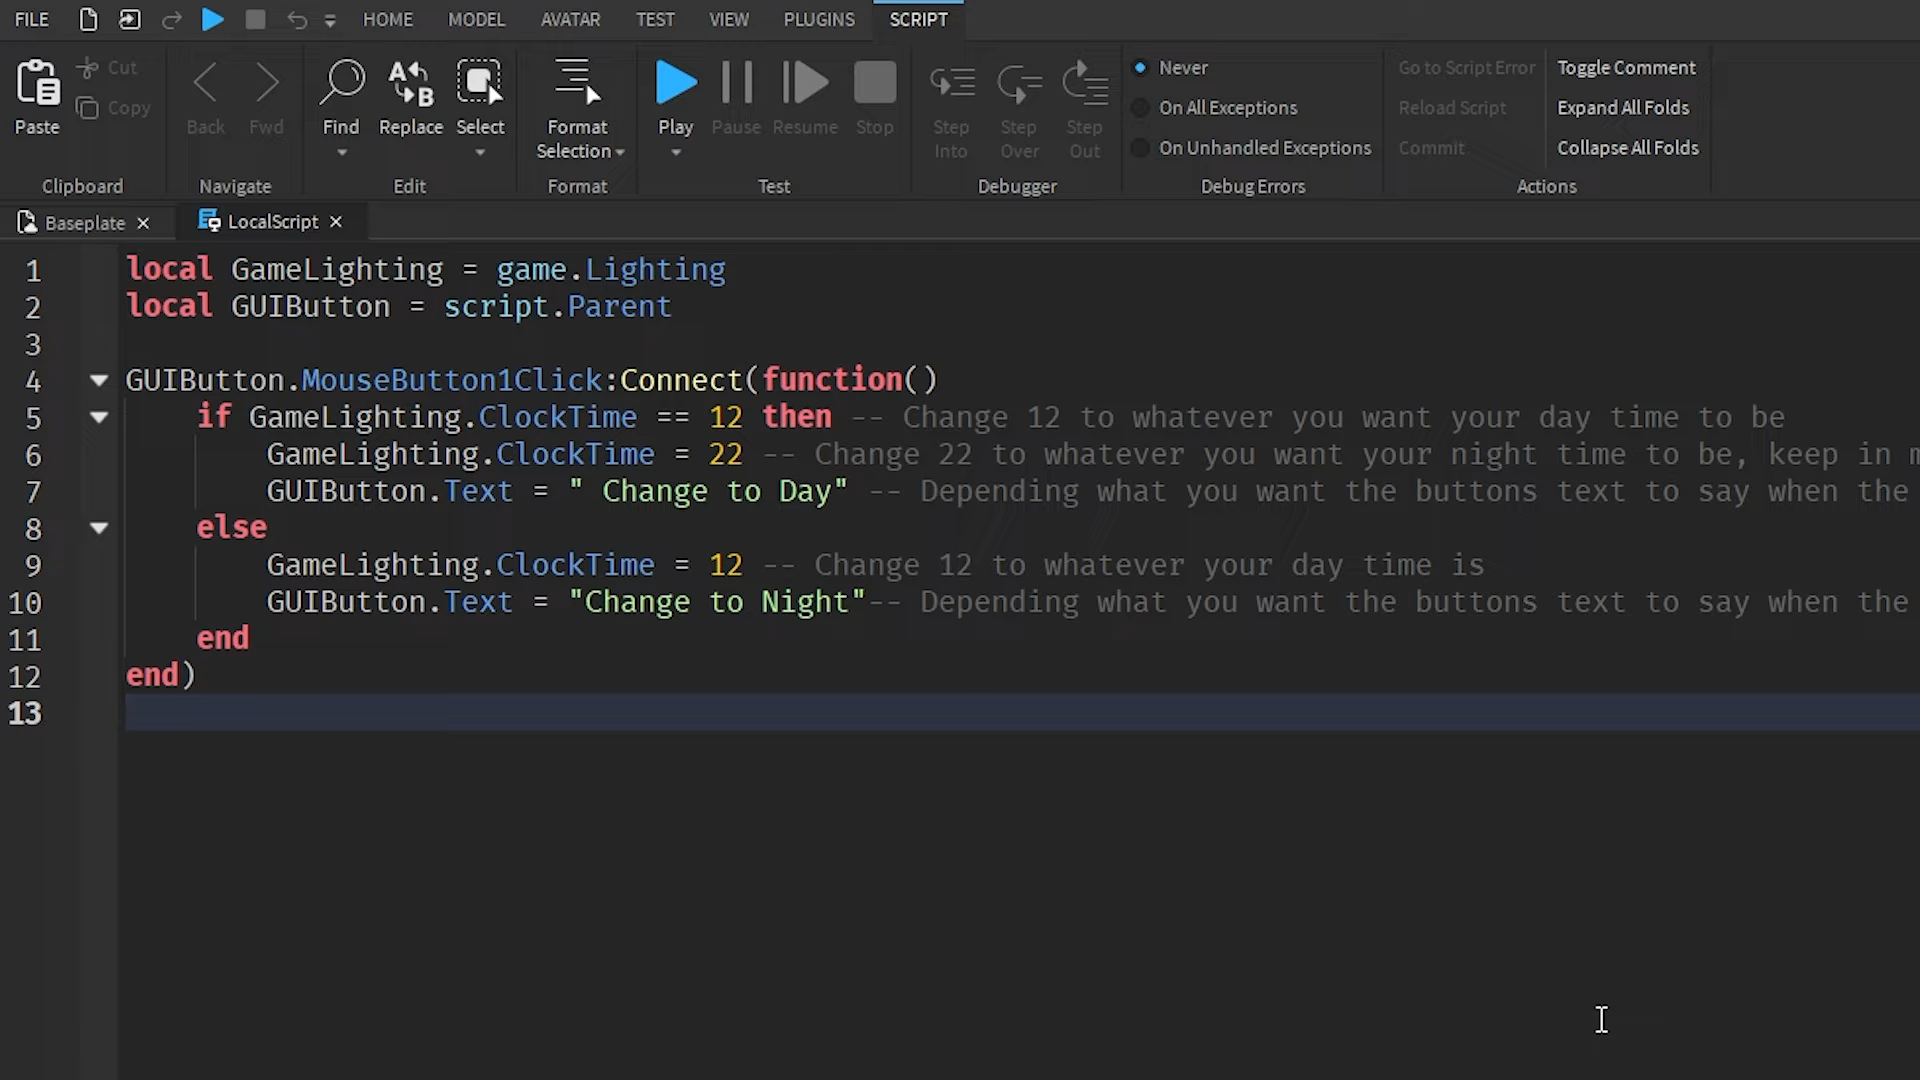 FILE HOME MODEL AVATAR TEST VIEW PLUGINS SCRIPT
Paste Cut Copy
Clipboard
Back Fwd
Navigate
Find Replace Select
Edit
Format Selection
Format
Play Pause Resume Stop
Test
Step Into Step Over Step Out
Debugger
Never
On All Exceptions
On Unhandled Exceptions
Debug Errors
Go to Script Error
Reload Script
Commit
Toggle Comment
Expand All Folds
Collapse All Folds
Actions
Baseplate LocalScript
1 local GameLighting = game.Lighting
2 local GUIButton = script.Parent
3
4 GUIButton.MouseButton1Click:Connect(function()
5 if GameLighting.ClockTime == 12 then -- Change 12 to whatever you want your day time to be
6 GameLighting.ClockTime = 22 -- Change 22 to whatever you want your night time to be, keep in m
7 GUIButton.Text = " Change to Day" -- Depending what you want the buttons text to say when the
8 else
9 GameLighting.ClockTime = 12 -- Change 12 to whatever your day time is
10 GUIButton.Text = "Change to Night"-- Depending what you want the buttons text to say when the
11 end
12 end)
13